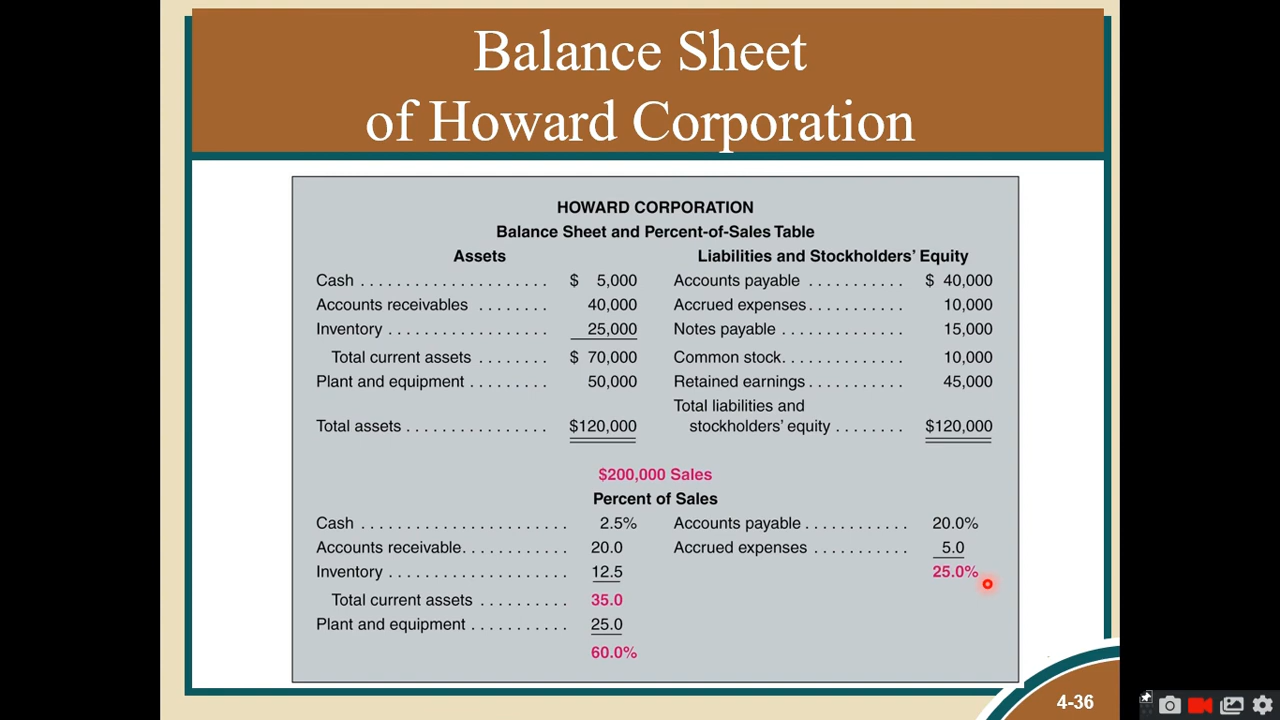 Balance Sheet
of Howard Corporation
HOWARD CORPORATION
Balance Sheet and Percent-of-Sales Table
Assets
Cash . . . . . . . . . . . . . . . . . . . . . $ 5,000
Accounts receivables . . . . . . . . 40,000
Inventory . . . . . . . . . . . . . . . . . . 25,000
Total current assets . . . . . . . . $ 70,000
Plant and equipment . . . . . . . . . 50,000
Total assets . . . . . . . . . . . . . . . . $120,000
Liabilities and Stockholders’ Equity
Accounts payable . . . . . . . . . . . $ 40,000
Accrued expenses . . . . . . . . . . . 10,000
Notes payable . . . . . . . . . . . . . . 15,000
Common stock. . . . . . . . . . . . . . 10,000
Retained earnings . . . . . . . . . . . 45,000
Total liabilities and
stockholders’ equity . . . . . . . . $120,000
$200,000 Sales
Percent of Sales
Cash . . . . . . . . . . . . . . . . . . . . . . . 2.5%
Accounts receivable. . . . . . . . . . . . 20.0
Inventory . . . . . . . . . . . . . . . . . . . . 12.5
Total current assets . . . . . . . . . . 35.0
Plant and equipment . . . . . . . . . . . 25.0
60.0%
Accounts payable . . . . . . . . . . . . 20.0%
Accrued expenses . . . . . . . . . . . 5.0
25.0%
4-36